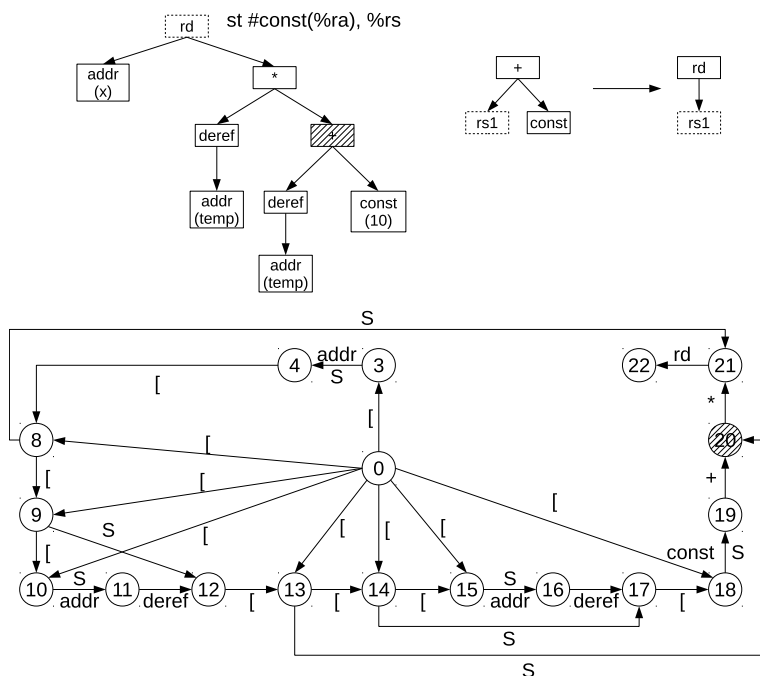 st #const(%ra), %rs
rd
addr
(x)
*
deref
+
addr
(temp)
deref
const
(10)
addr
(temp)
+
rs1
const
rd
rs1
S
4
addr
S
3
22
rd
21
[
[
*
8
[
0
20
[
[
[
+
9
S
[
[
[
[
[
19
[
const
S
10
S
addr
11
deref
12
[
13
[
14
[
15
S
addr
16
deref
17
[
18
S
S